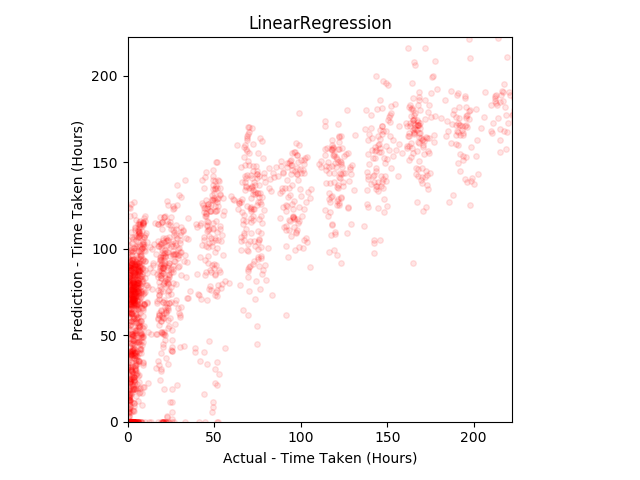 LinearRegression
Prediction - Time Taken (Hours)
200
150
100
50
0
0 50 100 150 200
Actual - Time Taken (Hours)